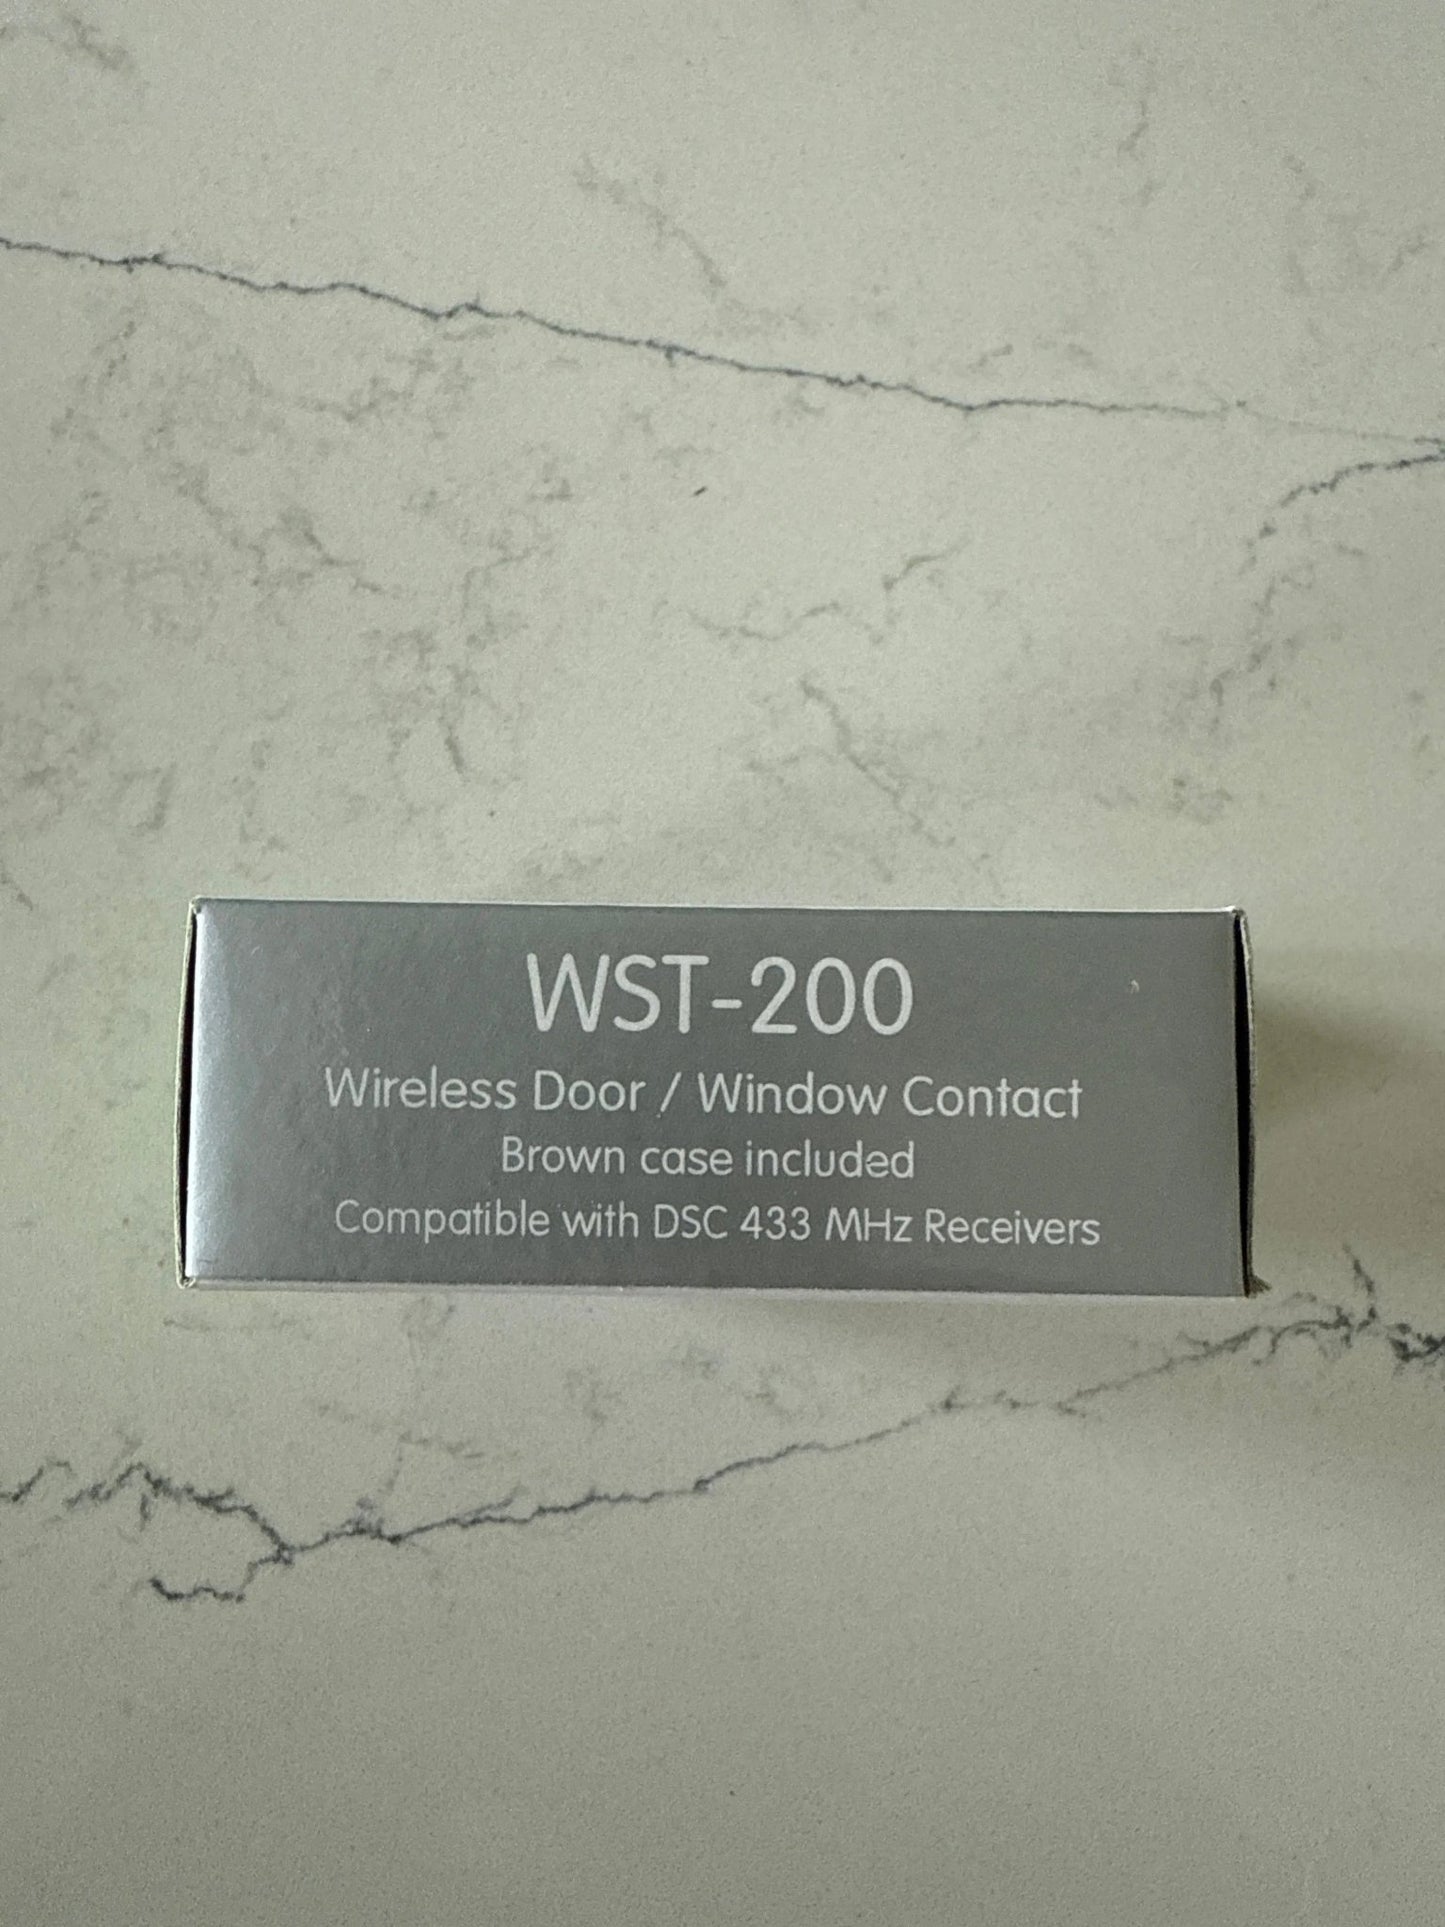 WST-200
Wireless Door / Window Contact
Brown case included
Compatible with DSC 433 MHz Receivers